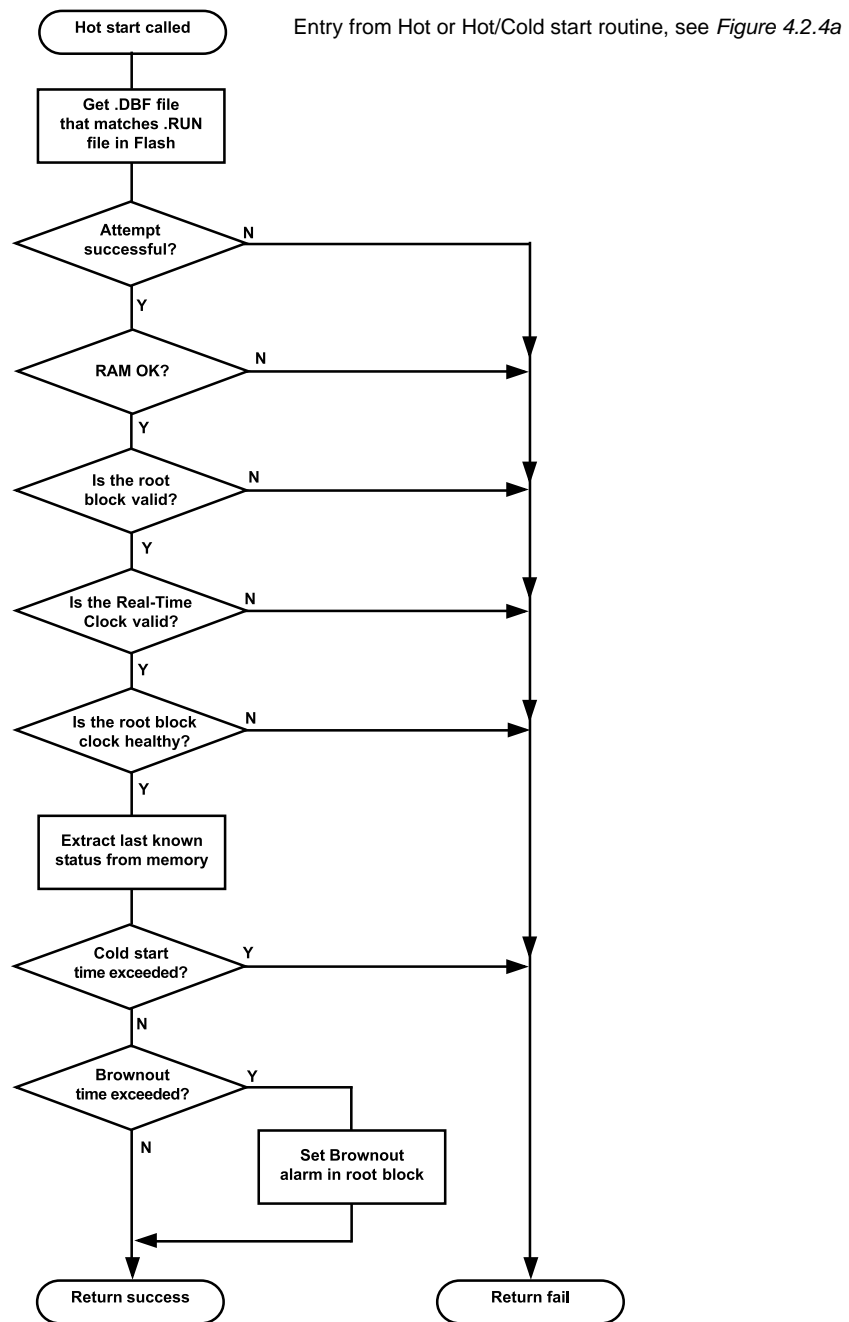 Hot start called
Entry from Hot or Hot/Cold start routine, see Figure 4.2.4a
Get .DBF file
that matches .RUN
file in Flash
Attempt
successful?
N
Y
RAM OK?
N
Y
Is the root
block valid?
N
Y
Is the Real-Time
Clock valid?
N
Y
Is the root block
clock healthy?
N
Y
Extract last known
status from memory
Cold start
time exceeded?
Y
N
Brownout
time exceeded?
Y
N
Set Brownout
alarm in root block
Return success
Return fail